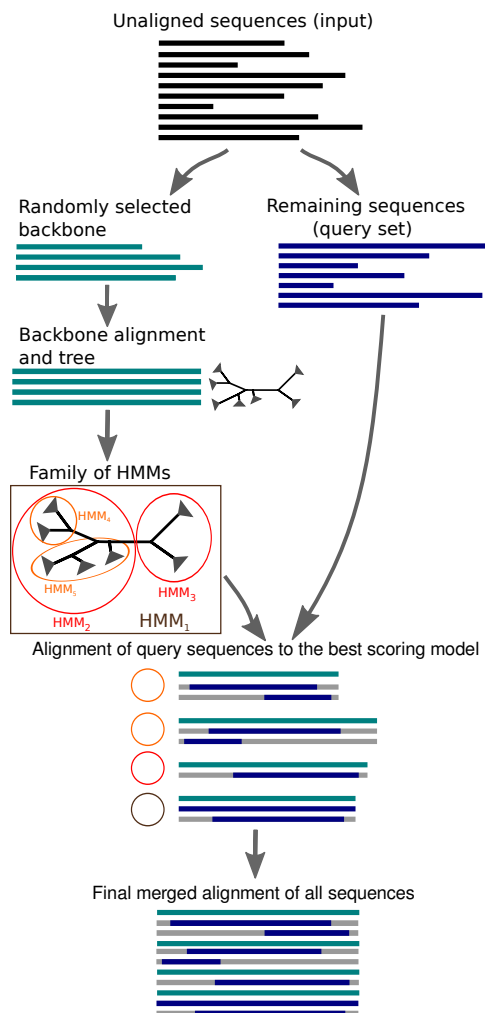 Unaligned sequences (input)
Randomly selected
backbone
Remaining sequences
(query set)
Backbone alignment
and tree
Family of HMMs
HMM₄
HMM₅
HMM₃
HMM₂
HMM₁
Alignment of query sequences to the best scoring model
Final merged alignment of all sequences